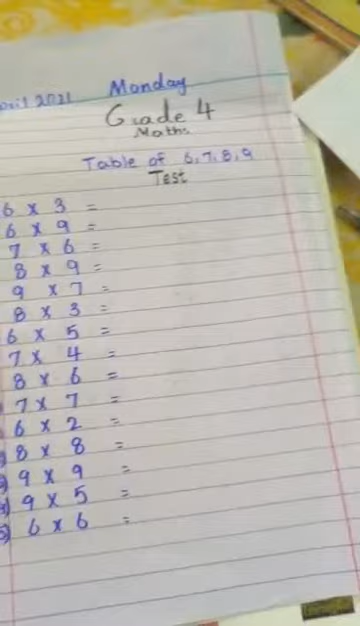 April 2021 Monday
Grade 4
Maths
Table of 6,7,8,9
Test
6 x 3 =
6 x 9 =
7 x 6 =
8 x 9 =
9 x 7 =
8 x 3 =
6 x 5 =
7 x 4 =
8 x 6 =
7 x 7 =
6 x 2 =
8 x 8 =
9 x 9 =
9 x 5 =
6 x 6 =